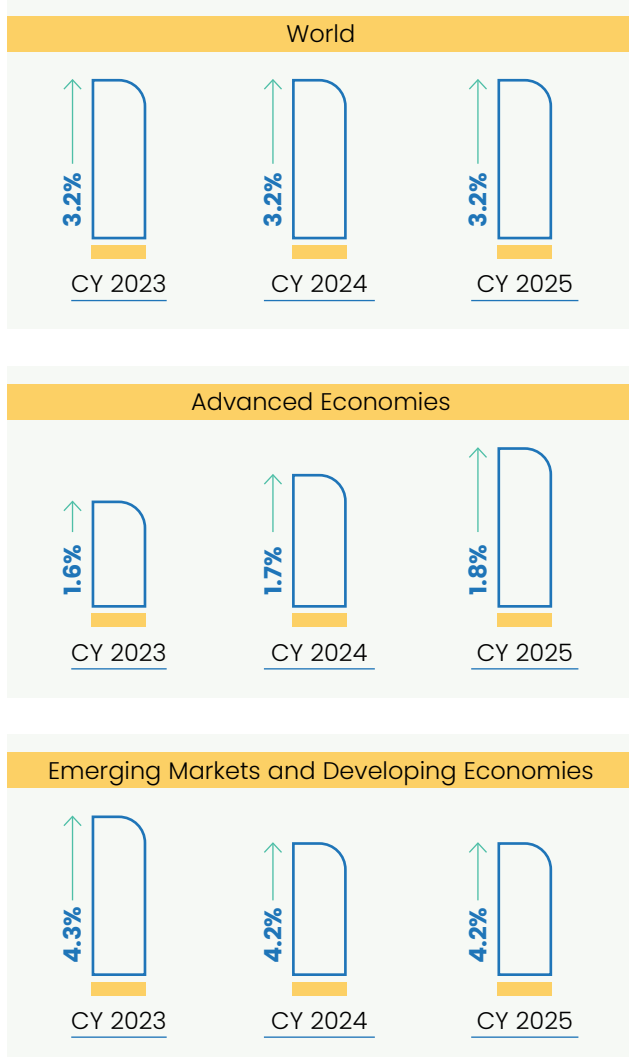 World
3.2%
3.2%
3.2%
CY 2023
CY 2024
CY 2025
Advanced Economies
1.6%
1.7%
1.8%
CY 2023
CY 2024
CY 2025
Emerging Markets and Developing Economies
4.3%
4.2%
4.2%
CY 2023
CY 2024
CY 2025